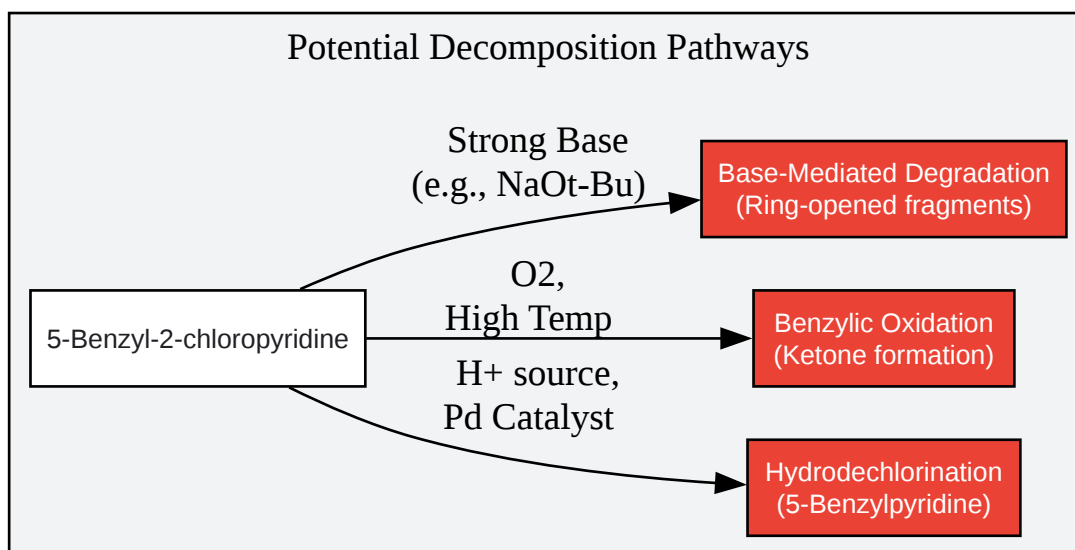 Potential Decomposition Pathways
Strong Base
(e.g., NaOt-Bu)
Base-Mediated Degradation
(Ring-opened fragments)
O2,
High Temp
5-Benzyl-2-chloropyridine
Benzylic Oxidation
(Ketone formation)
H+ source,
Pd Catalyst
Hydrodechlorination
(5-Benzylpyridine)